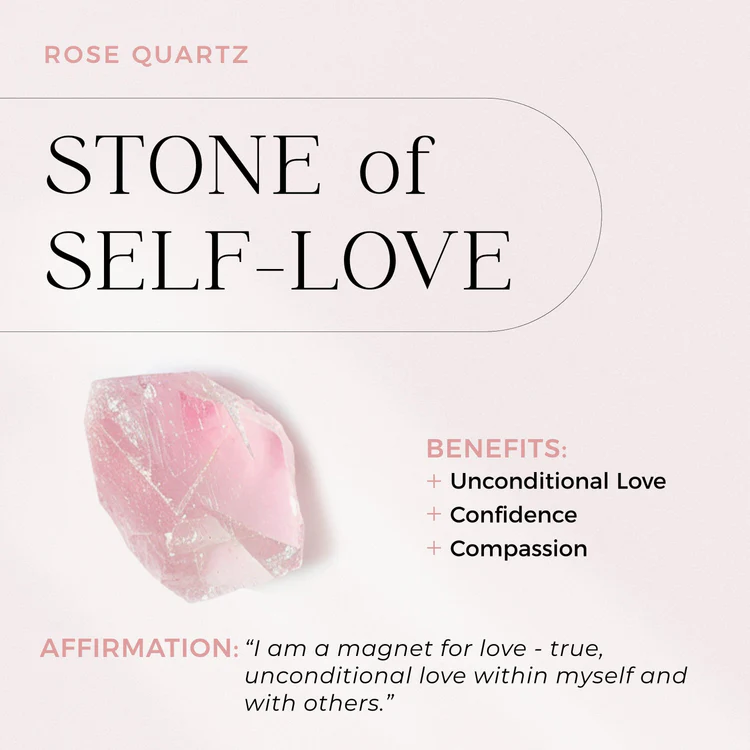 ROSE QUARTZ
STONE of
SELF-LOVE
BENEFITS:
+ Unconditional Love
+ Confidence
+ Compassion
AFFIRMATION: “I am a magnet for love - true,
unconditional love within myself and
with others.”